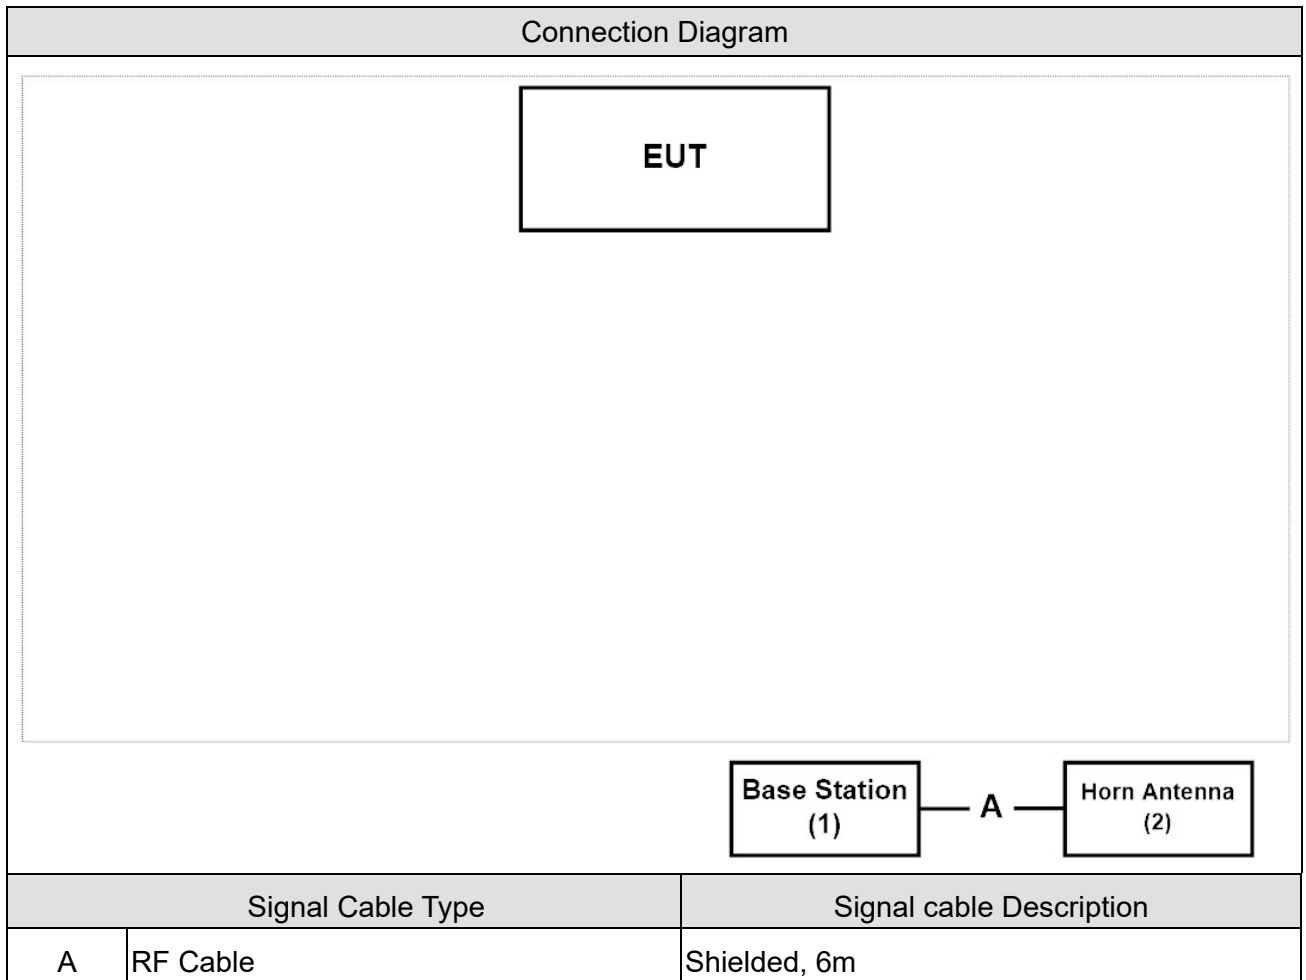 Connection Diagram
EUT
Base Station
(1)
A
Horn Antenna
(2)
Signal Cable Type
Signal cable Description
A
RF Cable
Shielded, 6m